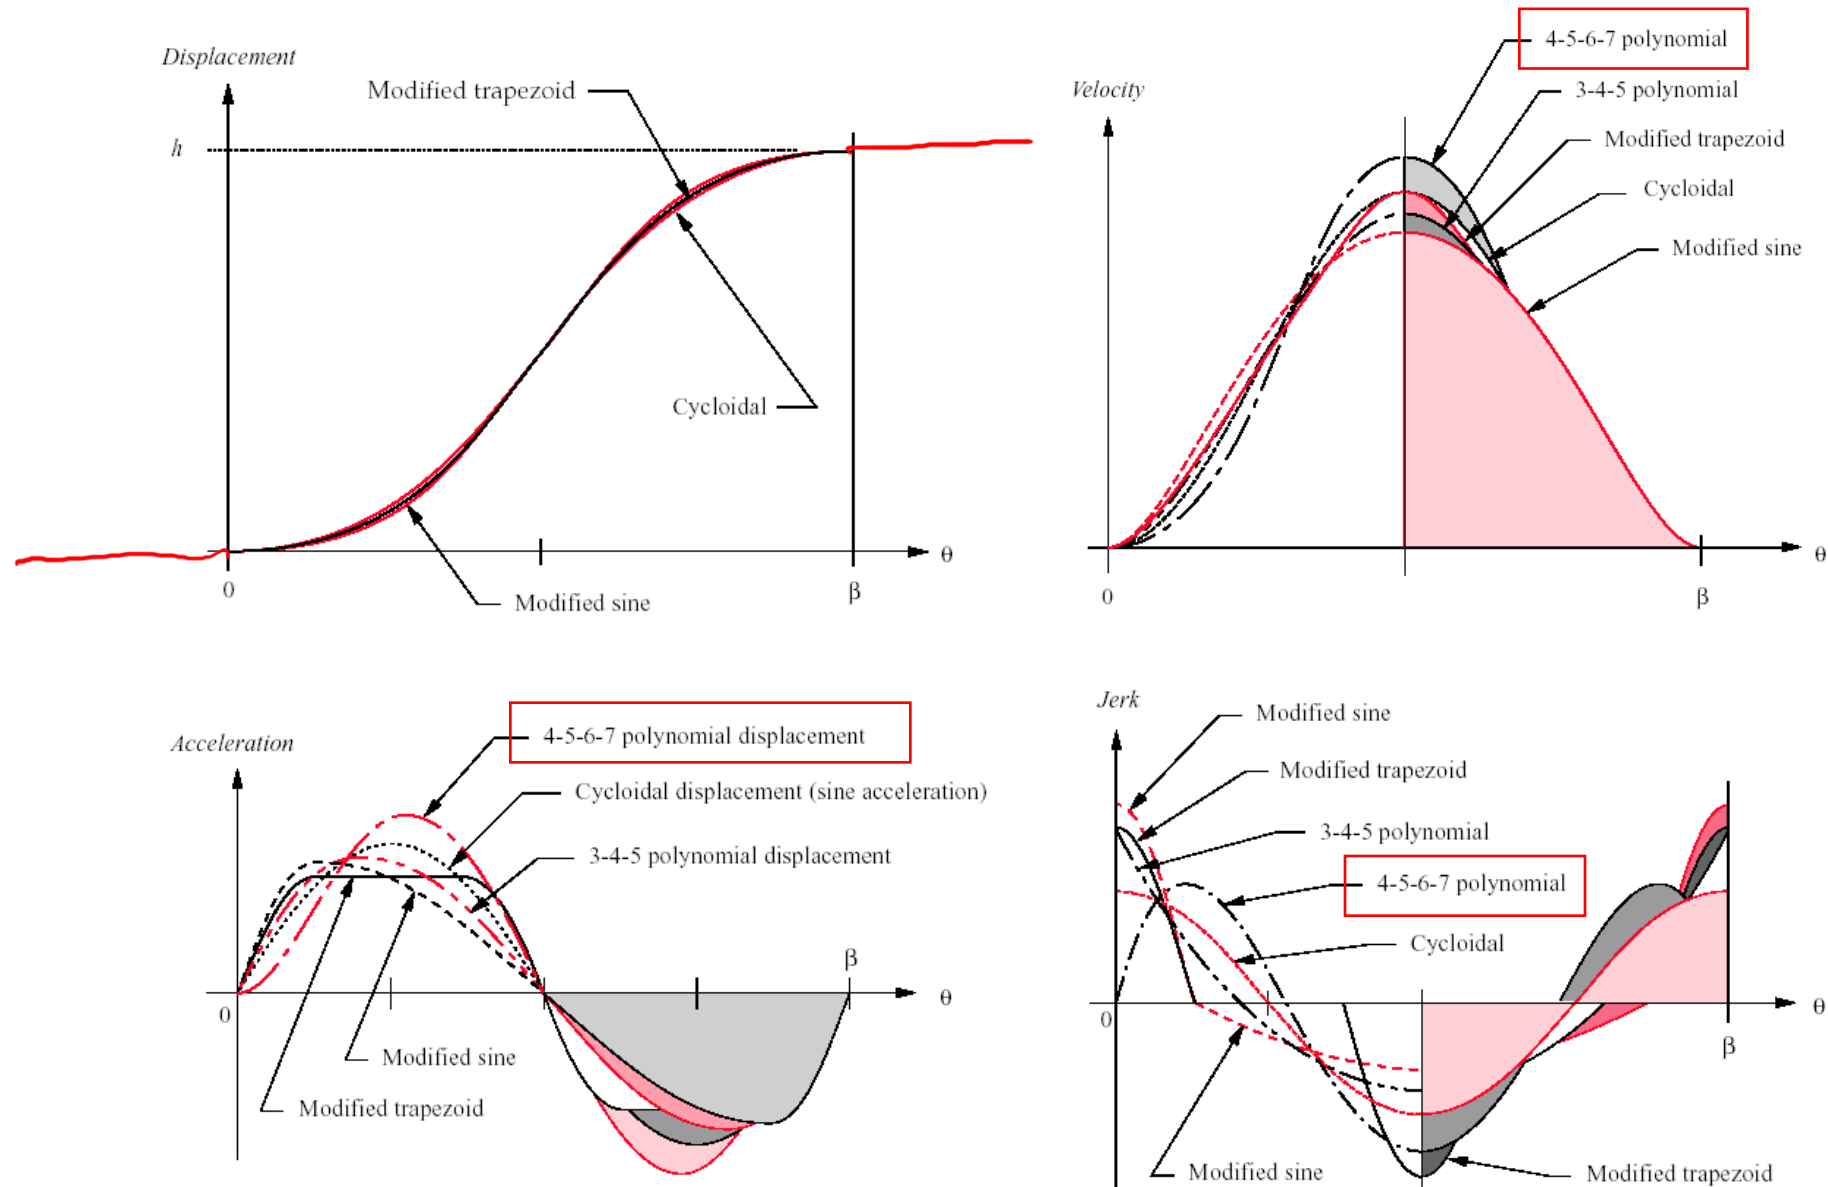 Displacement
Modified trapezoid
h
Cycloidal
Modified sine
0
β
θ
Velocity
4-5-6-7 polynomial
3-4-5 polynomial
Modified trapezoid
Cycloidal
Modified sine
0
β
θ
Acceleration
4-5-6-7 polynomial displacement
Cycloidal displacement (sine acceleration)
3-4-5 polynomial displacement
β
θ
0
Modified sine
Modified trapezoid
Jerk
Modified sine
Modified trapezoid
3-4-5 polynomial
4-5-6-7 polynomial
Cycloidal
0
θ
β
Modified sine
Modified trapezoid